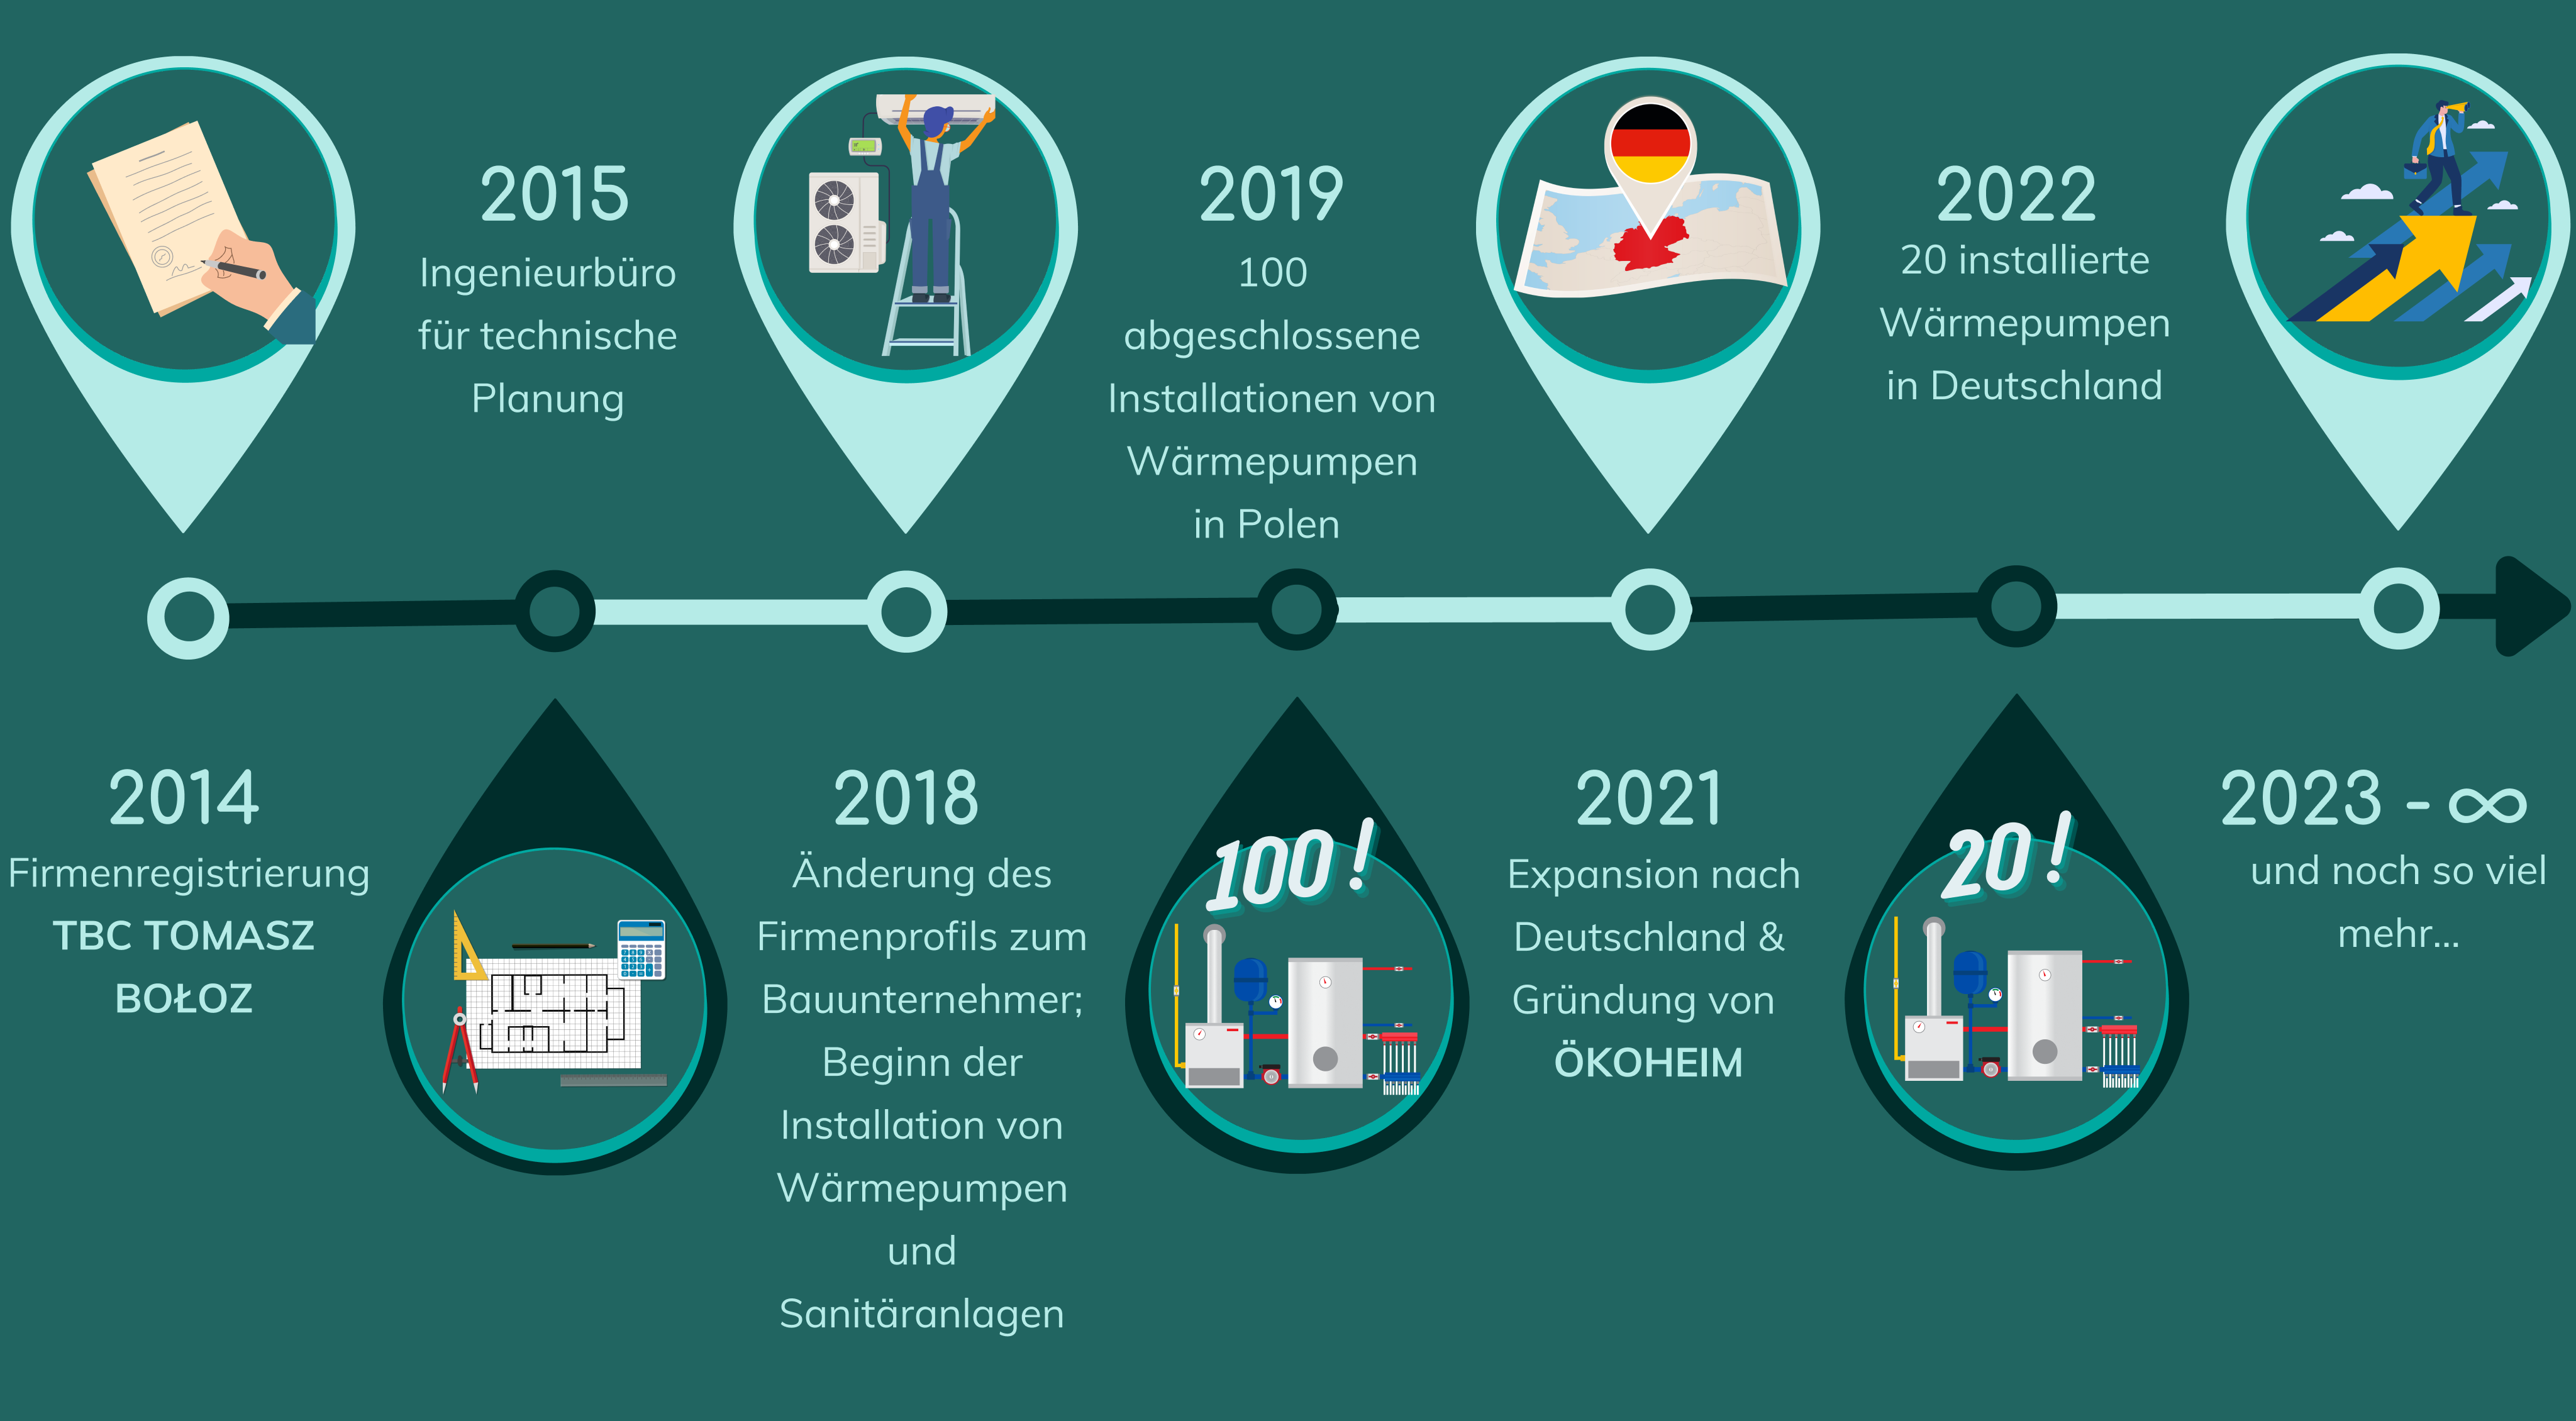 2014
Firmenregistrierung
TBC TOMASZ
BOŁOZ
2015
Ingenieurbüro
für technische
Planung
2018
Änderung des
Firmenprofils zum
Bauunternehmer;
Beginn der
Installation von
Wärmepumpen
und
Sanitäranlagen
2019
100
abgeschlossene
Installationen von
Wärmepumpen
in Polen
100!
2021
Expansion nach
Deutschland &
Gründung von
ÖKOHEIM
2022
20 installierte
Wärmepumpen
in Deutschland
20!
2023 - ∞
und noch so viel
mehr...